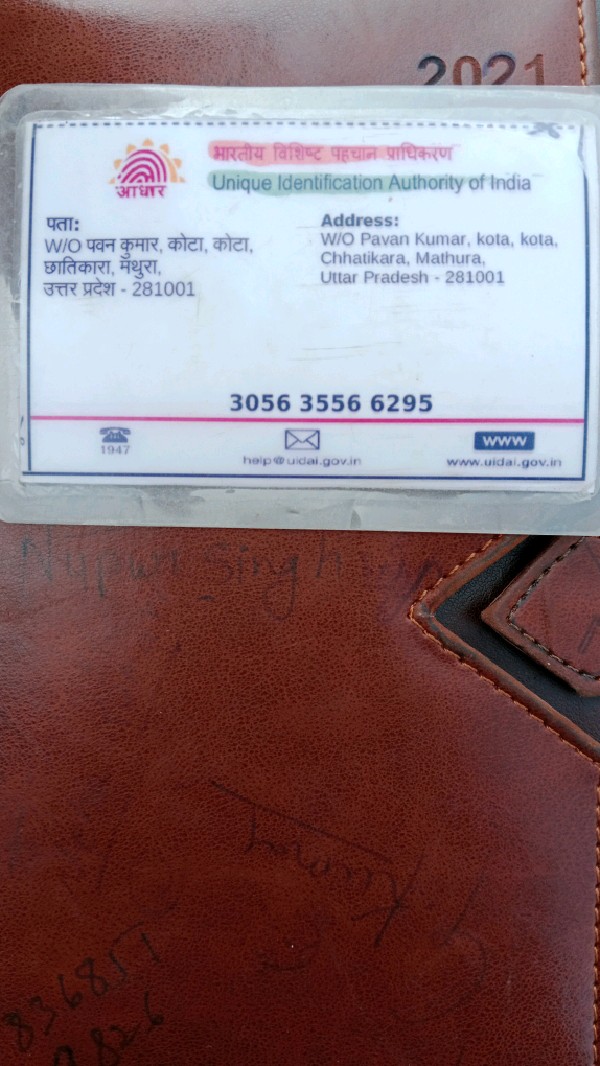 2021
आधार
भारतीय विशिष्ट पहचान प्राधिकरण
Unique Identification Authority of India
पता:
W/O पवन कुमार, कोटा, कोटा,
छातिकारा, मथुरा,
उत्तर प्रदेश - 281001
Address:
W/O Pavan Kumar, kota, kota,
Chhatikara, Mathura,
Uttar Pradesh - 281001
3056 3556 6295
1947
help@uidai.gov.in
WWW
www.uidai.gov.in
Singh